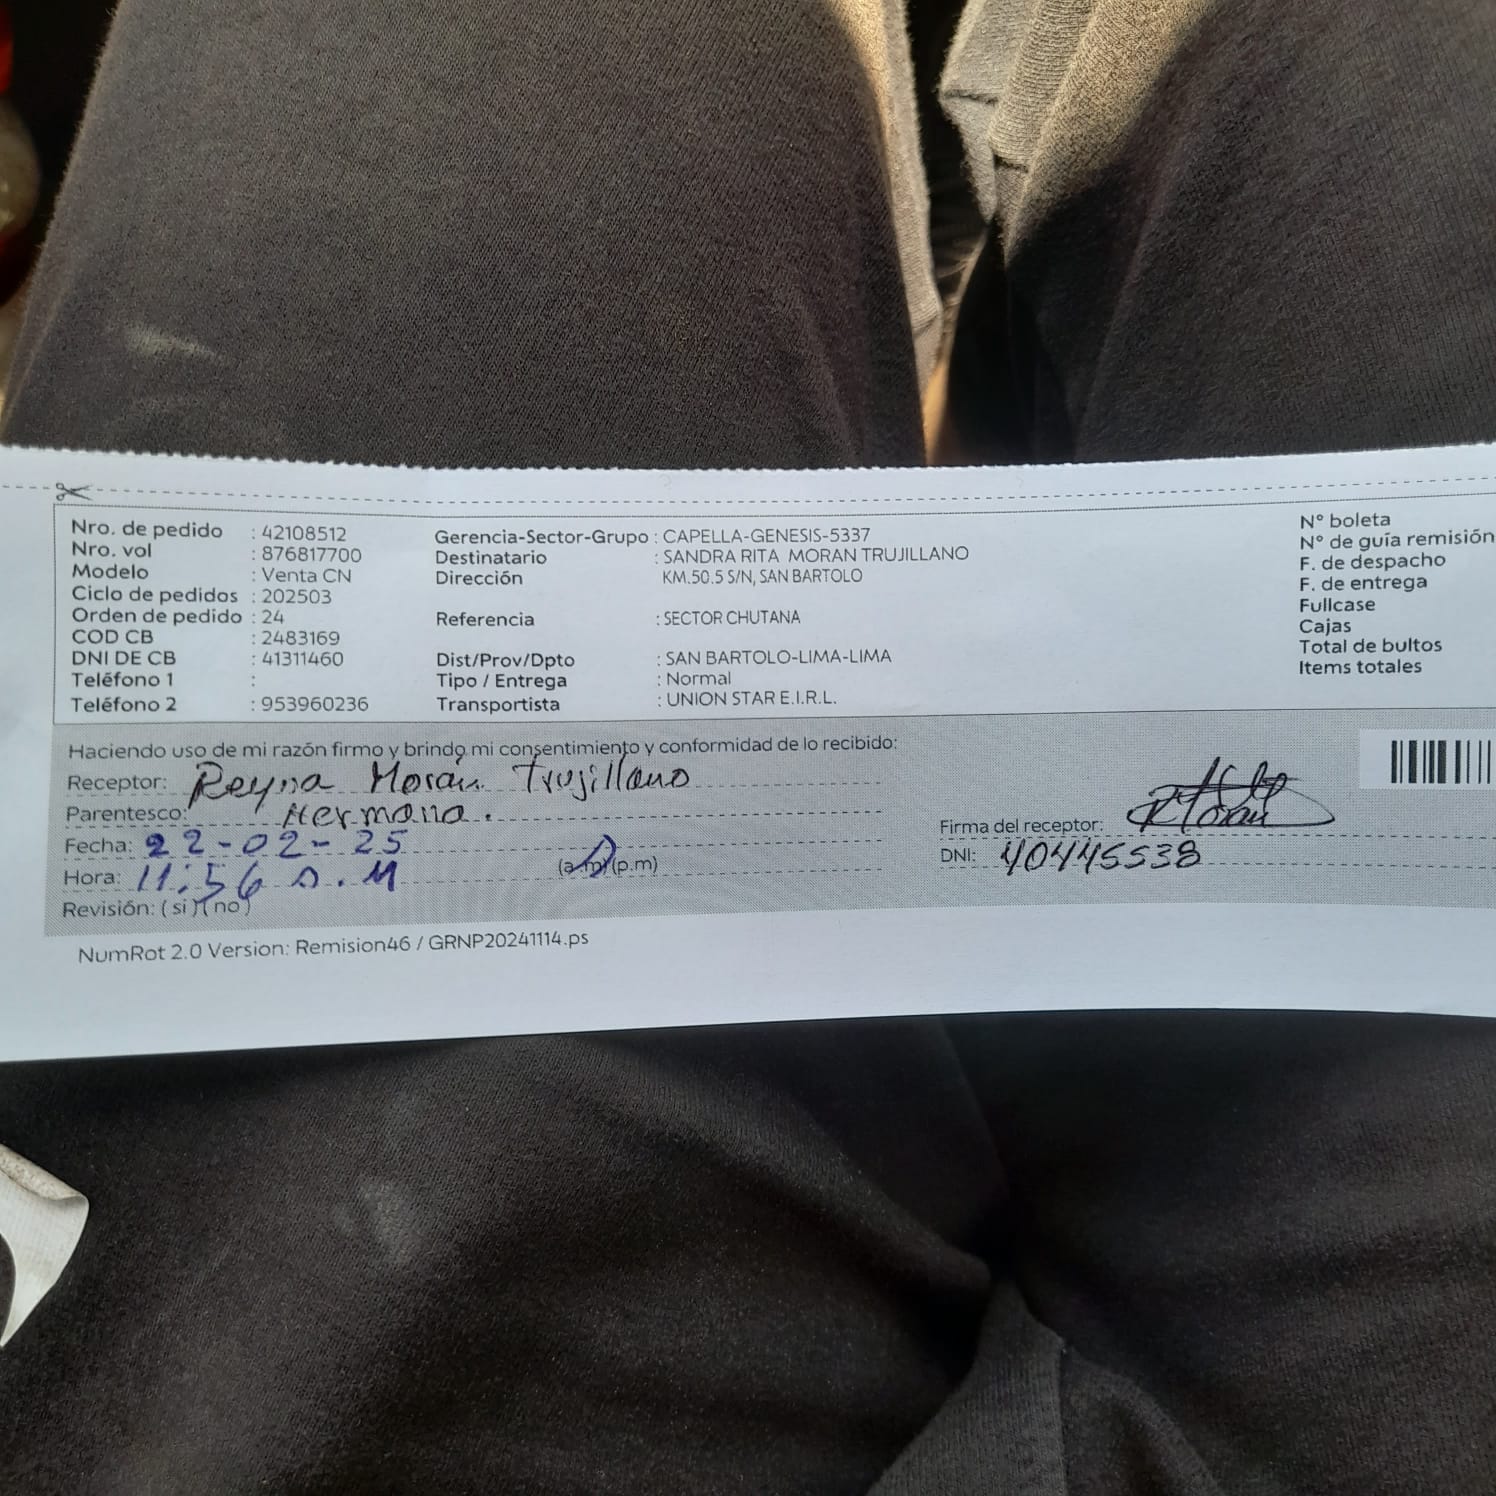 Nro. de pedido : 42108512
Nro. vol : 876817700
Modelo : Venta CN
Ciclo de pedidos : 202503
Orden de pedido : 24
COD CB : 2483169
DNI DE CB : 41311460
Teléfono 1 :
Teléfono 2 : 953960236
Gerencia-Sector-Grupo : CAPELLA-GENESIS-5337
Destinatario : SANDRA RITA MORAN TRUJILLANO
Dirección KM.50.5 S/N, SAN BARTOLO
Referencia : SECTOR CHUTANA
Dist/Prov/Dpto : SAN BARTOLO-LIMA-LIMA
Tipo / Entrega : Normal
Transportista : UNION STAR E.I.R.L.
N° boleta
N° de guía remisión
F. de despacho
F. de entrega
Fullcase
Cajas
Total de bultos
Items totales
Haciendo uso de mi razón firmo y brindo mi consentimiento y conformidad de lo recibido:
Receptor: Reyna Morán Trujillano
Parentesco: Hermana.
Fecha: 22-02-25
Hora: 11:56 a.M (a.m) (p.m)
Revisión: ( si ) ( no )
Firma del receptor:
DNI: 40445538
NumRot 2.0 Version: Remision46 / GRNP20241114.ps